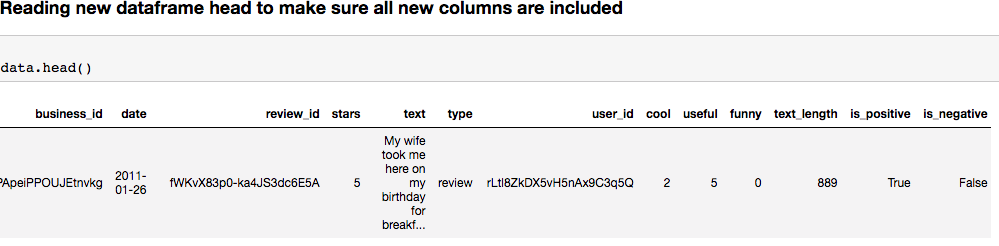 Reading new dataframe head to make sure all new columns are included
data.head()
business_id date review_id stars text type user_id cool useful funny text_length is_positive is_negative
My wife
took me
here on
PApeiPPOUJEtnvkg 2011-01-26 fWKvX83p0-ka4JS3dc6E5A 5 my review rLtl8ZkDX5vH5nAx9C3q5Q 2 5 0 889 True False
birthday
for
breakf...